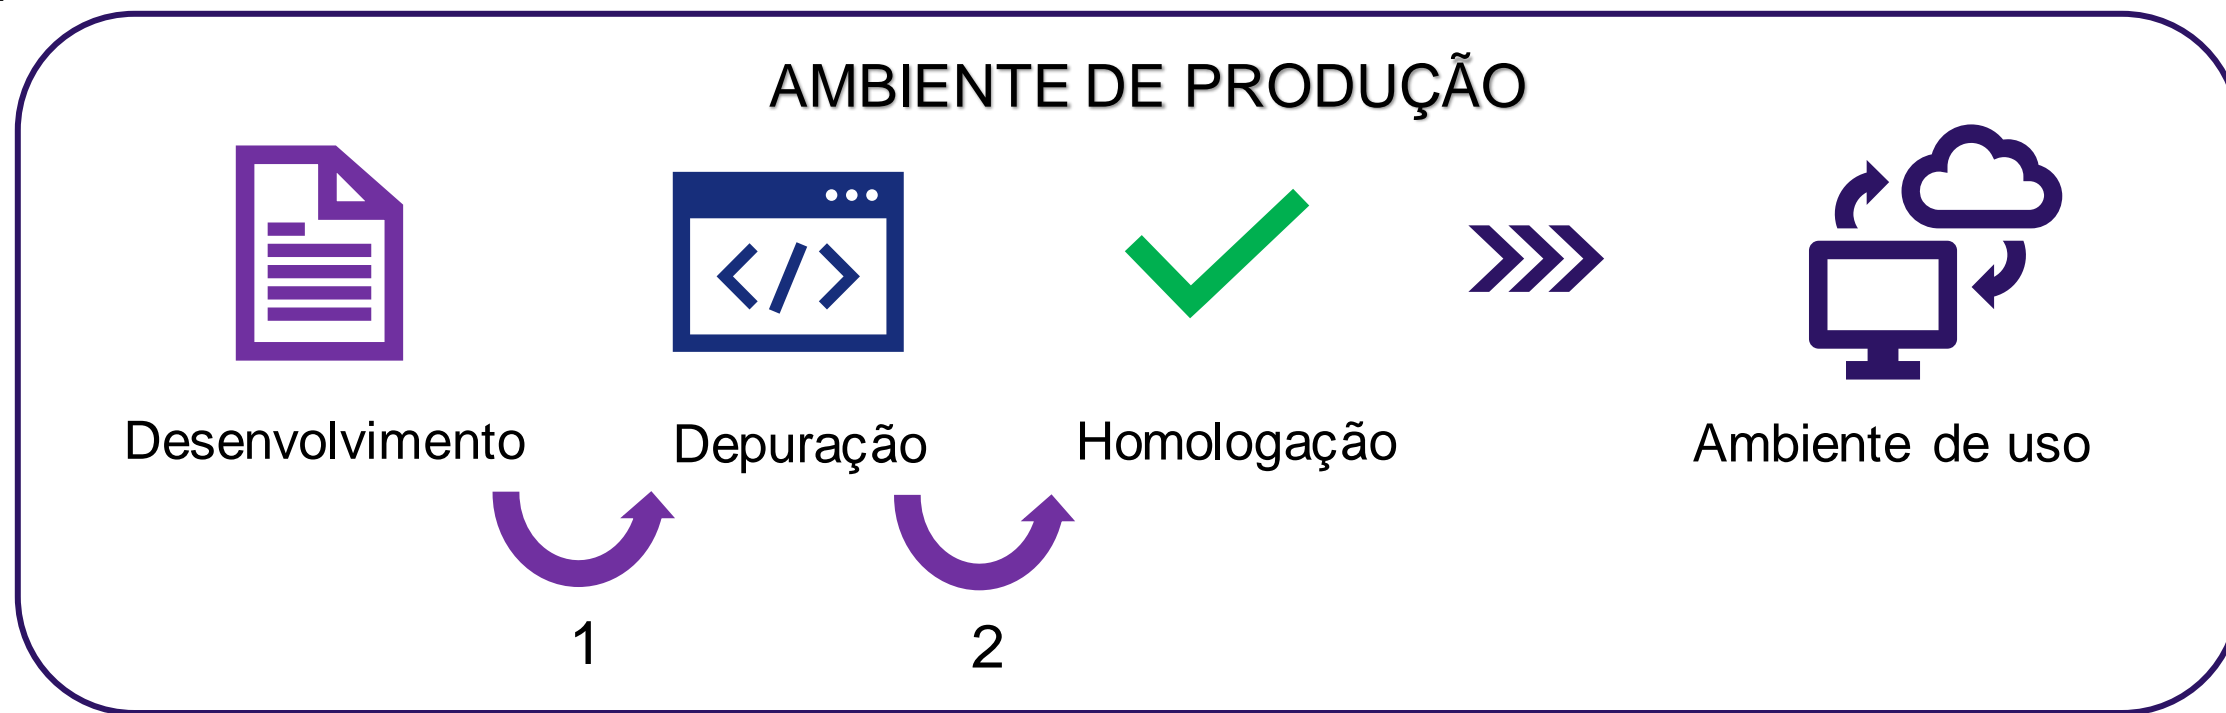 AMBIENTE DE PRODUÇÃO
</>
Desenvolvimento
Depuração
Homologação
Ambiente de uso
1
2